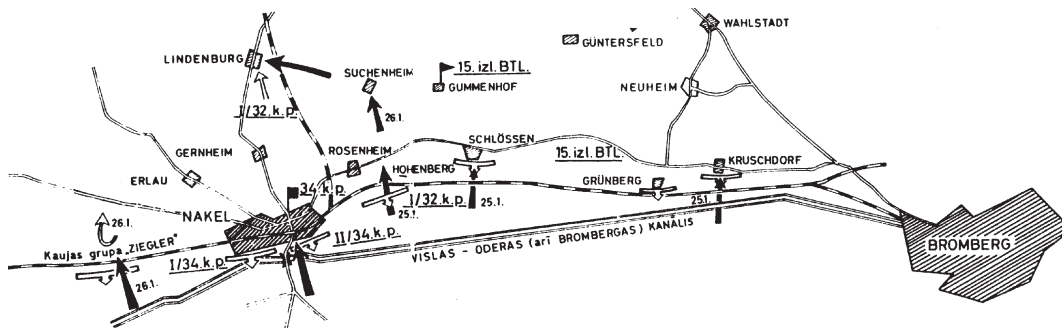 WAHLSTADT
GÜNTERSFELD
LINDENBURG
SUCHENHEIM
15. izl. BTL.
GUMMENHOF
NEUHEIM
I/32. k. p.
26.1.
GERNHEIM
ROSENHEIM
SCHLÖSSEN
15. izl. BTL.
KRUSCHDORF
ERLAU
HOHENBERG
GRÜNBERG
34. k. p.
I/32. k. p.
25.1.
25.1.
25.1.
NAKEL
26.1.
II/34. k. p.
Kaujas grupa „ZIEGLER"
I/34. k. p.
VISLAS - ODERAS (arī BROMBERGAS) KANĀLIS
BROMBERG
26.1.